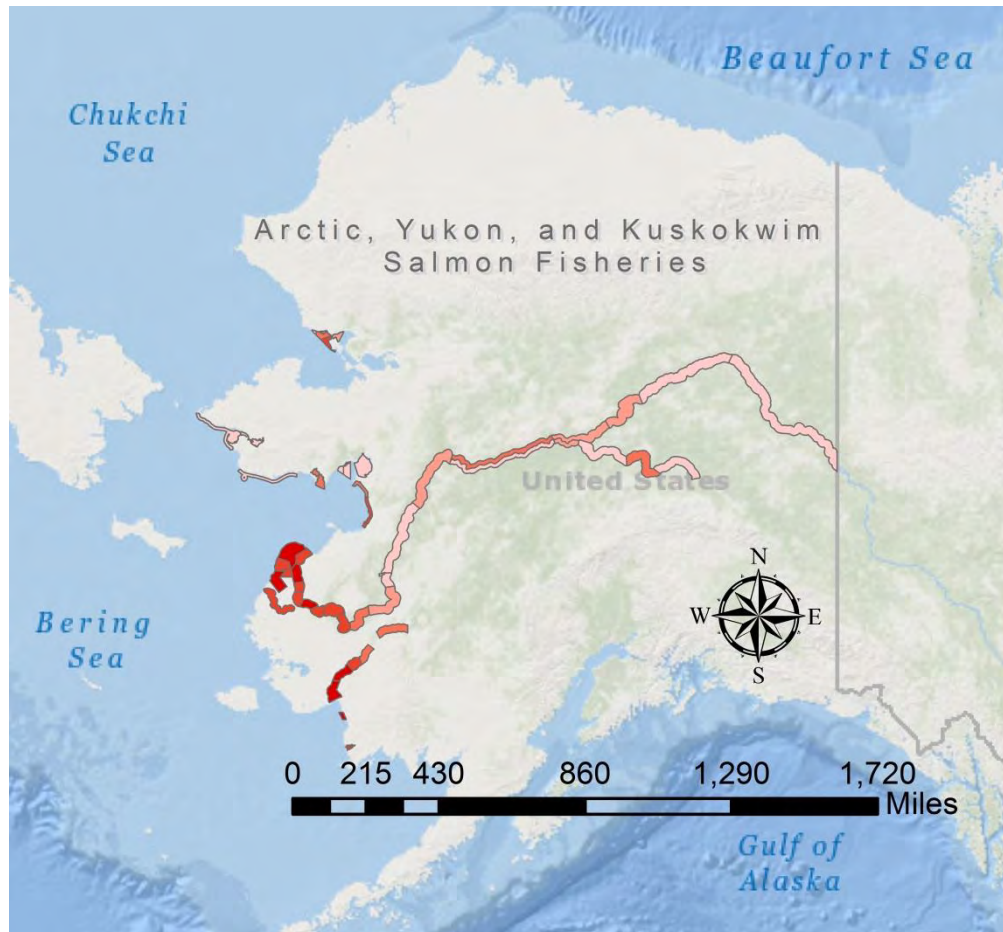 Beaufort Sea
Chukchi
Sea
Arctic, Yukon, and Kuskokwim
Salmon Fisheries
United States
N
W E
S
Bering
Sea
0 215 430 860 1,290 1,720
Miles
Gulf of
Alaska